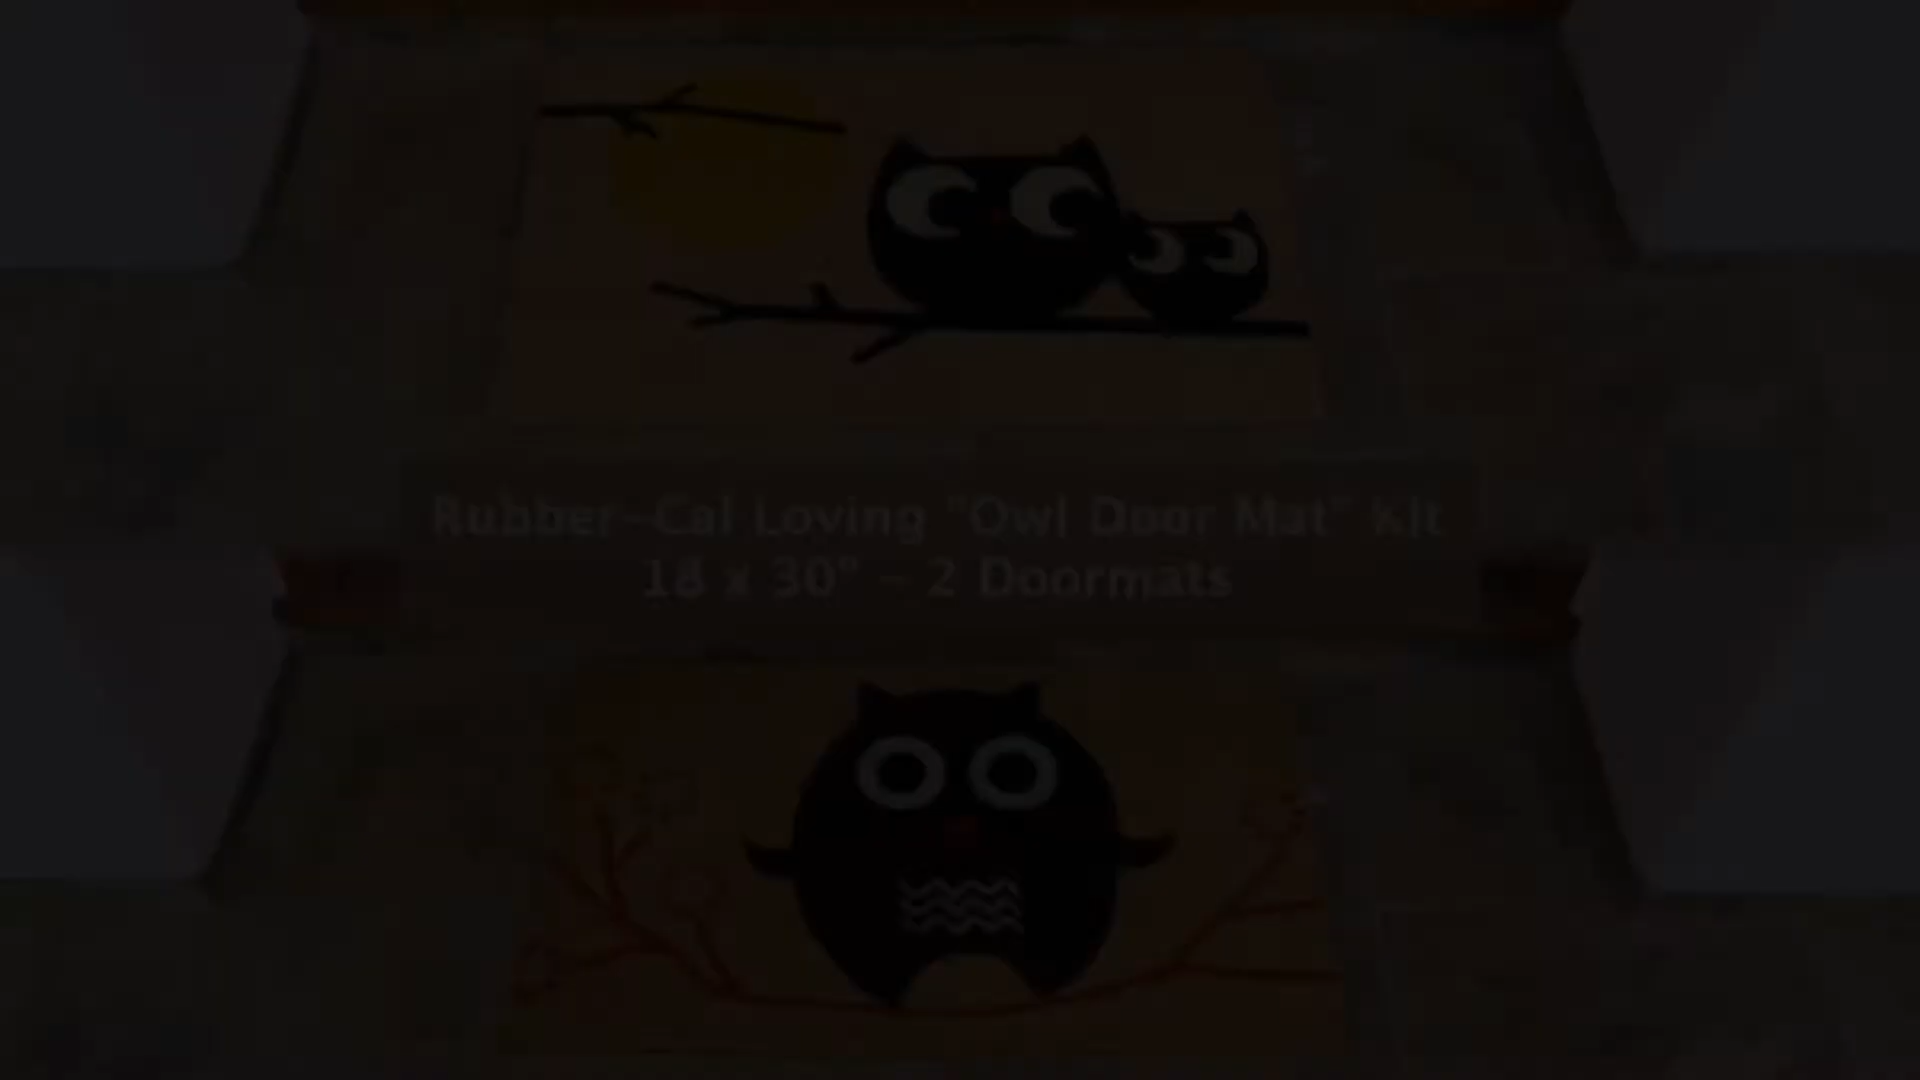 Rubber-Cal Loving "Owl Door Mat" kit
18 x 30" - 2 Doormats